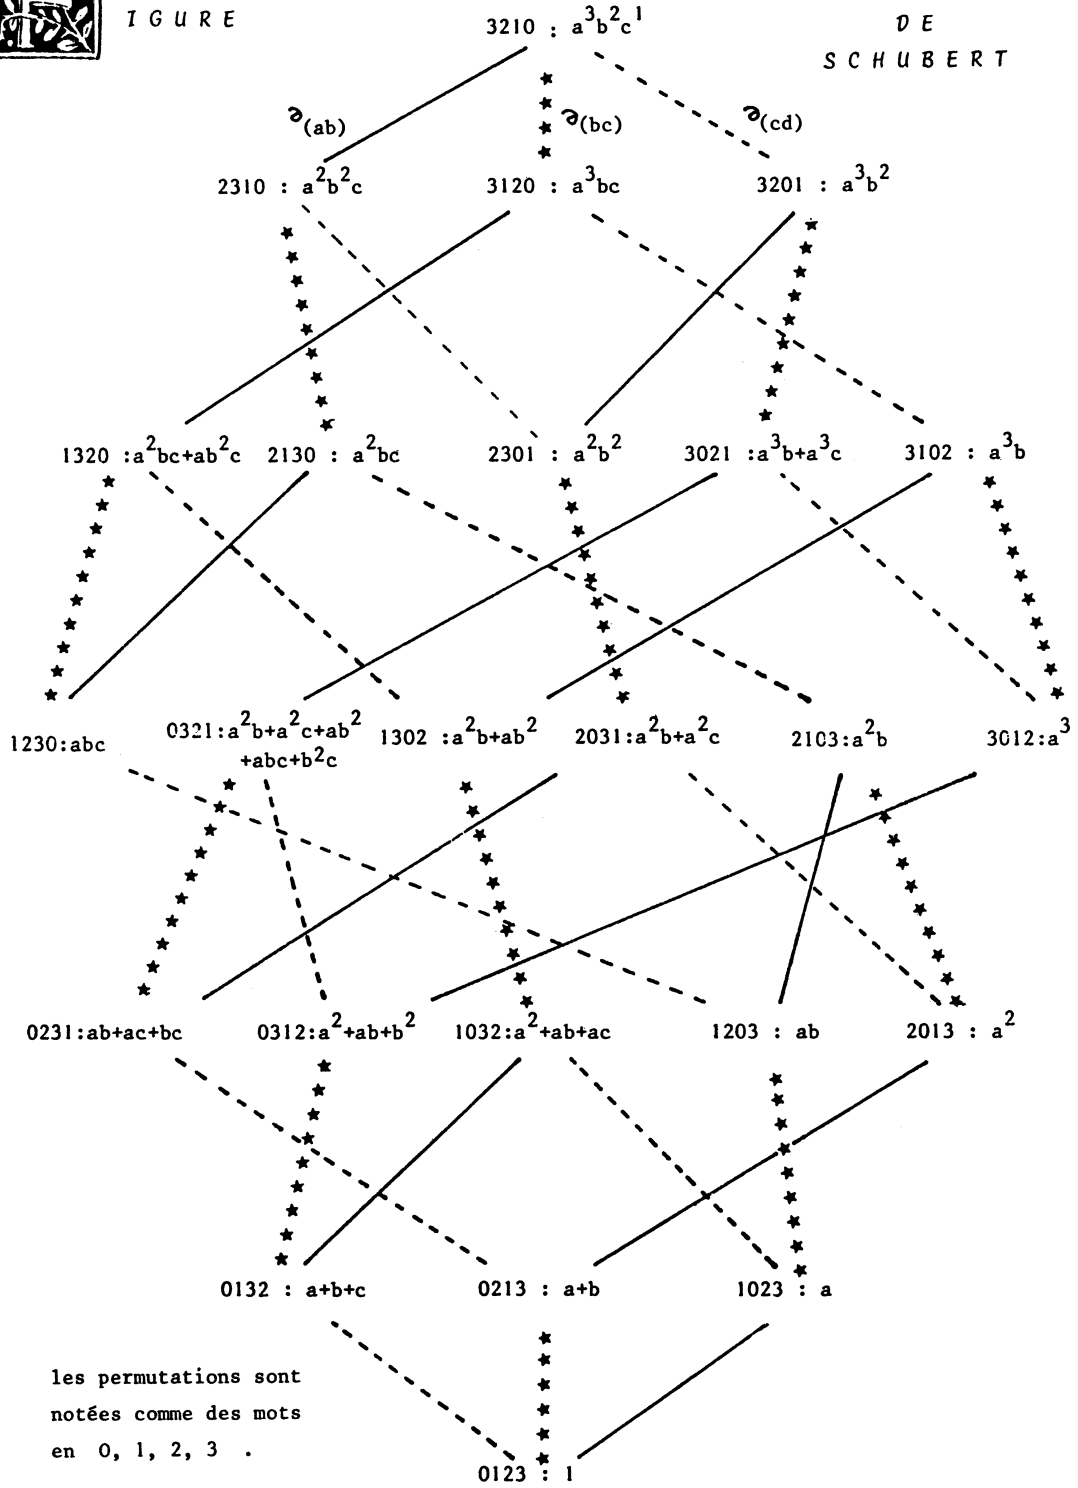 F IGURE DE
SCHUBERT
3210 : a³b²c¹
∂(ab) ∂(bc) ∂(cd)
2310 : a²b²c 3120 : a³bc 3201 : a³b²
1320 :a²bc+ab²c 2130 : a²bc 2301 : a²b² 3021 :a³b+a³c 3102 : a³b
1230:abc 0321:a²b+a²c+ab² 1302 :a²b+ab² 2031:a²b+a²c 2103:a²b 3012:a³
+abc+b²c
0231:ab+ac+bc 0312:a²+ab+b² 1032:a²+ab+ac 1203 : ab 2013 : a²
0132 : a+b+c 0213 : a+b 1023 : a
les permutations sont
notées comme des mots
en 0, 1, 2, 3 .
0123 : 1